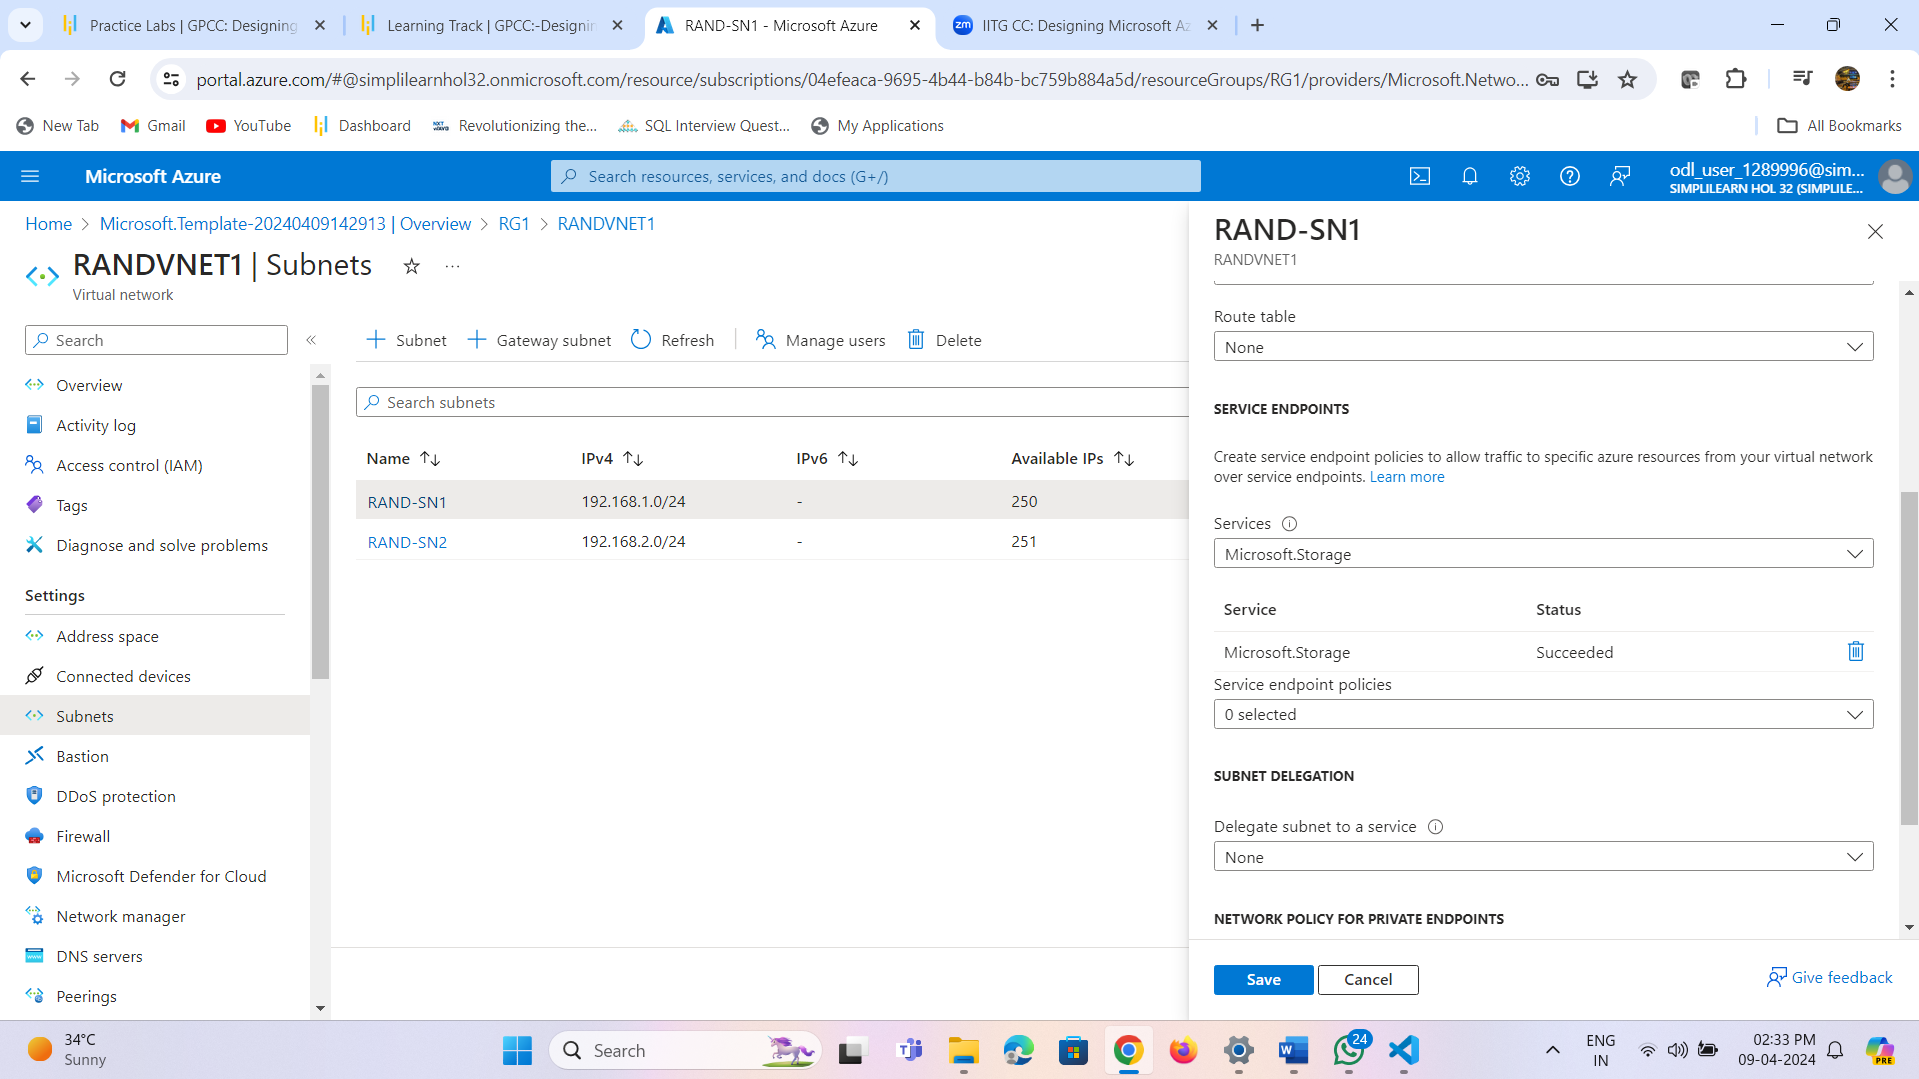 Practice Labs | GPCC: Designing
Learning Track | GPCC:-Designin
RAND-SN1 - Microsoft Azure
zm
IITG CC: Designing Microsoft Az
portal.azure.com/#@simplilearnhol32.onmicrosoft.com/resource/subscriptions/04efeaca-9695-4b44-b84b-bc759b884a5d/resourceGroups/RG1/providers/Microsoft.Netwo...
New Tab
Gmail
YouTube
Dashboard
Revolutionizing the...
SQL Interview Quest...
My Applications
All Bookmarks
Microsoft Azure
Search resources, services, and docs (G+/)
odl_user_1289996@sim...
SIMPLILEARN HOL 32 (SIMPLILE...
Home > Microsoft.Template-20240409142913 | Overview > RG1 > RANDVNET1
RANDVNET1 | Subnets
Virtual network
Search
Overview
Activity log
Access control (IAM)
Tags
Diagnose and solve problems
Settings
Address space
Connected devices
Subnets
Bastion
DDoS protection
Firewall
Microsoft Defender for Cloud
Network manager
DNS servers
Peerings
Subnet
Gateway subnet
Refresh
Manage users
Delete
Search subnets
Name IPv4 IPv6 Available IPs
RAND-SN1 192.168.1.0/24 - 250
RAND-SN2 192.168.2.0/24 - 251
RAND-SN1
RANDVNET1
Route table
None
SERVICE ENDPOINTS
Create service endpoint policies to allow traffic to specific azure resources from your virtual network
over service endpoints. Learn more
Services
Microsoft.Storage
Service Status
Microsoft.Storage Succeeded
Service endpoint policies
0 selected
SUBNET DELEGATION
Delegate subnet to a service
None
NETWORK POLICY FOR PRIVATE ENDPOINTS
Save
Cancel
Give feedback
34°C
Sunny
Search
24
ENG
IN
02:33 PM
09-04-2024
PRE